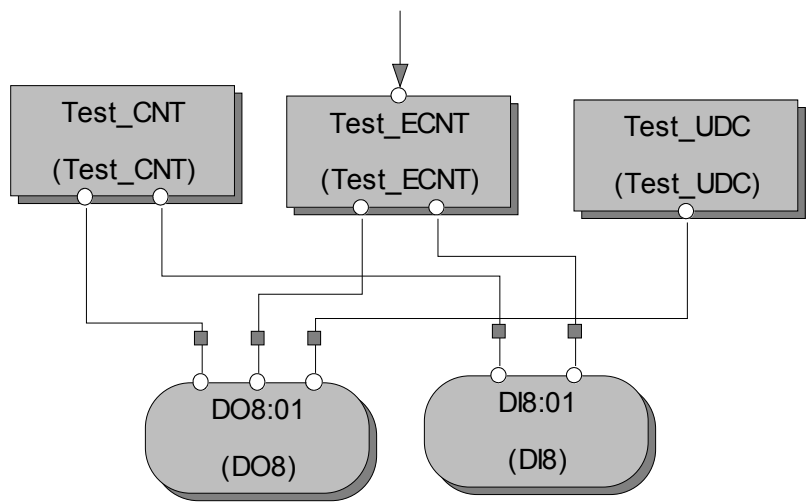 Test_CNT
(Test_CNT)
Test_ECNT
(Test_ECNT)
Test_UDC
(Test_UDC)
DO8:01
(DO8)
DI8:01
(DI8)